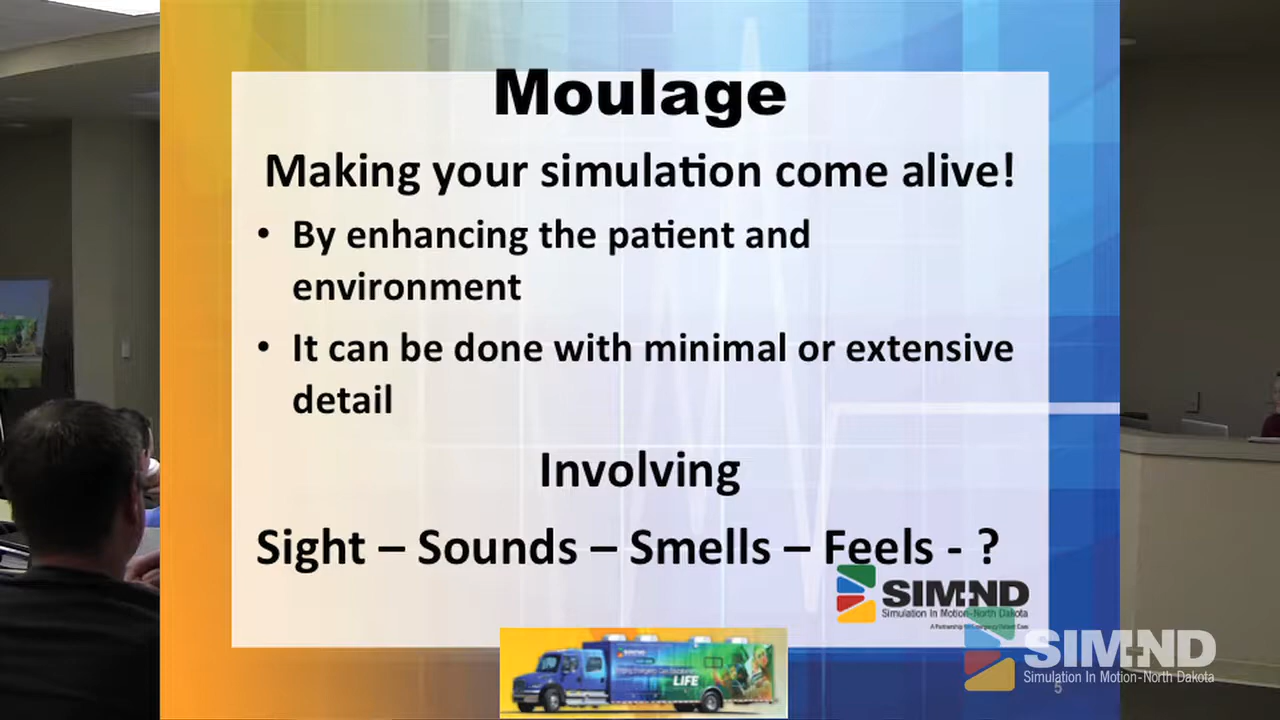 Moulage
Making your simulation come alive!
• By enhancing the patient and
environment
• It can be done with minimal or extensive
detail
Involving
Sight – Sounds – Smells – Feels - ?
SIM-ND
Simulation In Motion-North Dakota
A Partnership for Emergency Patient Care
SIM-ND
Simulation In Motion-North Dakota
5
LIFE